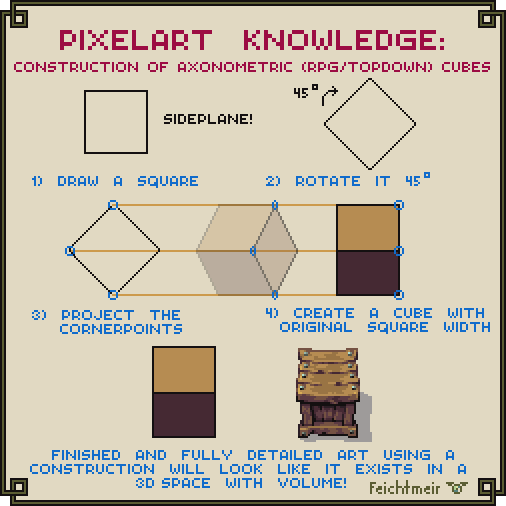 PIXELART KNOWLEDGE:
CONSTRUCTION OF AXONOMETRIC (RPG/TOPDOWN) CUBES
45°
SIDEPLANE!
1) DRAW A SQUARE
2) ROTATE IT 45°
3) PROJECT THE
CORNERPOINTS
4) CREATE A CUBE WITH
ORIGINAL SQUARE WIDTH
FINISHED AND FULLY DETAILED ART USING A
CONSTRUCTION WILL LOOK LIKE IT EXISTS IN A
3D SPACE WITH VOLUME!
Feichtmeir